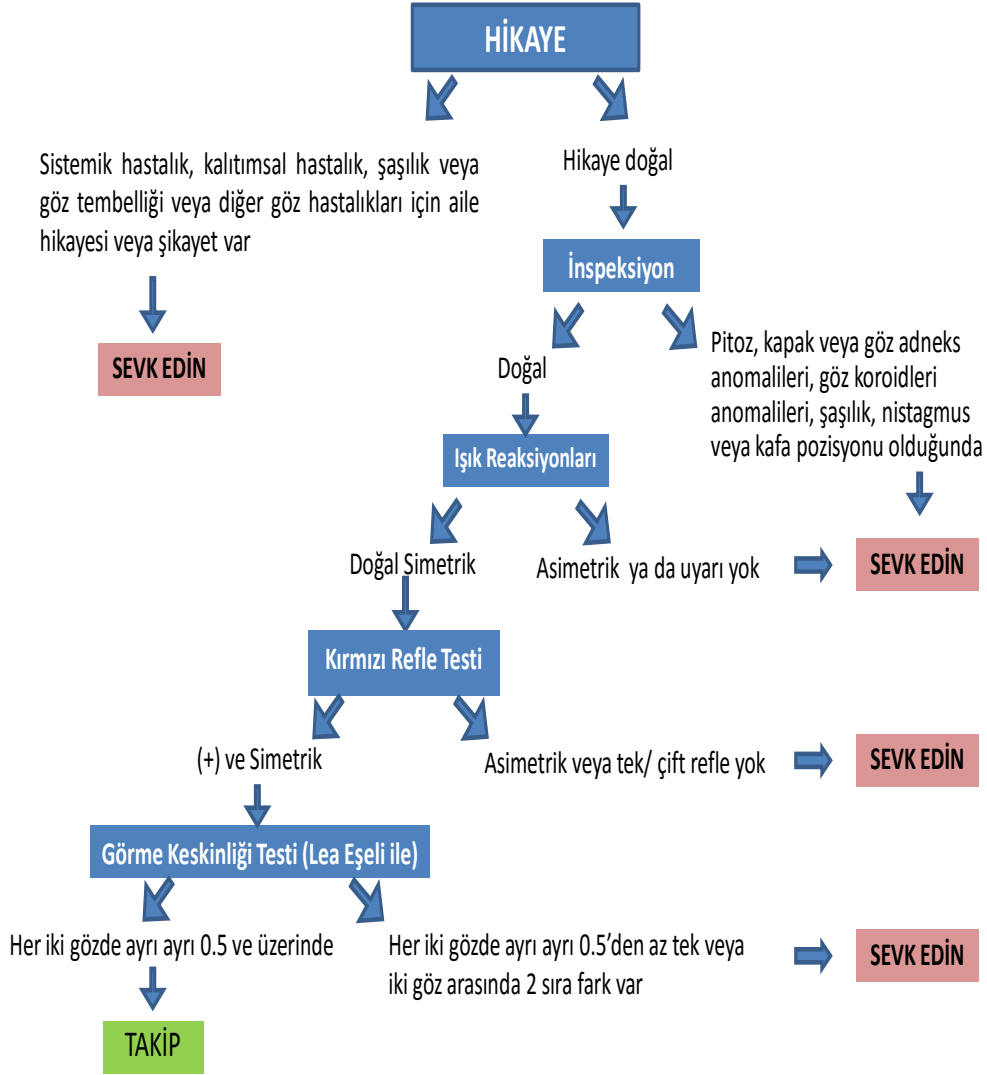 HİKAYE
Sistemik hastalık, kalıtımsal hastalık, şaşılık veya
göz tembelliği veya diğer göz hastalıkları için aile
hikayesi veya şikayet var
SEVK EDİN
Hikaye doğal
İnspeksiyon
Doğal
Pitoz, kapak veya göz adneks
anomalileri, göz koroidleri
anomalileri, şaşılık, nistagmus
veya kafa pozisyonu olduğunda
Işık Reaksiyonları
Doğal Simetrik
Asimetrik ya da uyarı yok
SEVK EDİN
Kırmızı Refle Testi
(+) ve Simetrik
Asimetrik veya tek/ çift refle yok
SEVK EDİN
Görme Keskinliği Testi (Lea Eşeli ile)
Her iki gözde ayrı ayrı 0.5 ve üzerinde
Her iki gözde ayrı ayrı 0.5’den az tek veya
iki göz arasında 2 sıra fark var
SEVK EDİN
TAKİP